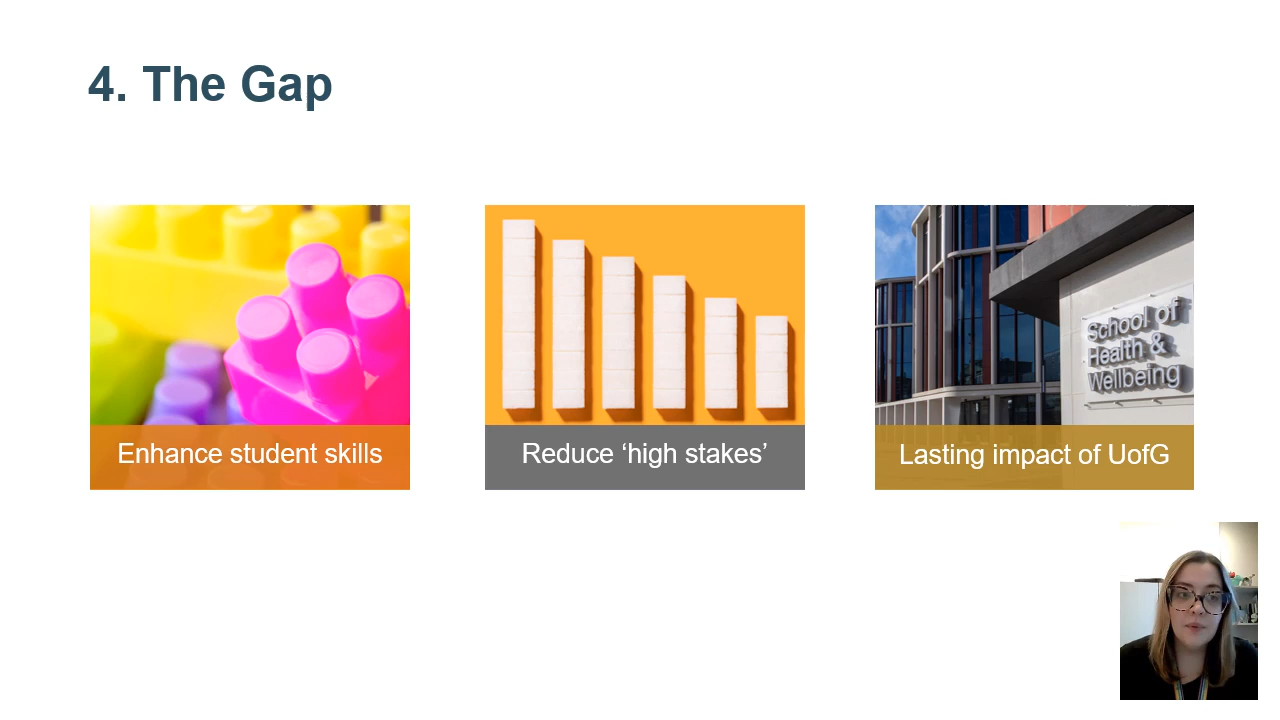 4. The Gap
Enhance student skills
Reduce ‘high stakes’
School of
Health &
Wellbeing
Lasting impact of UofG